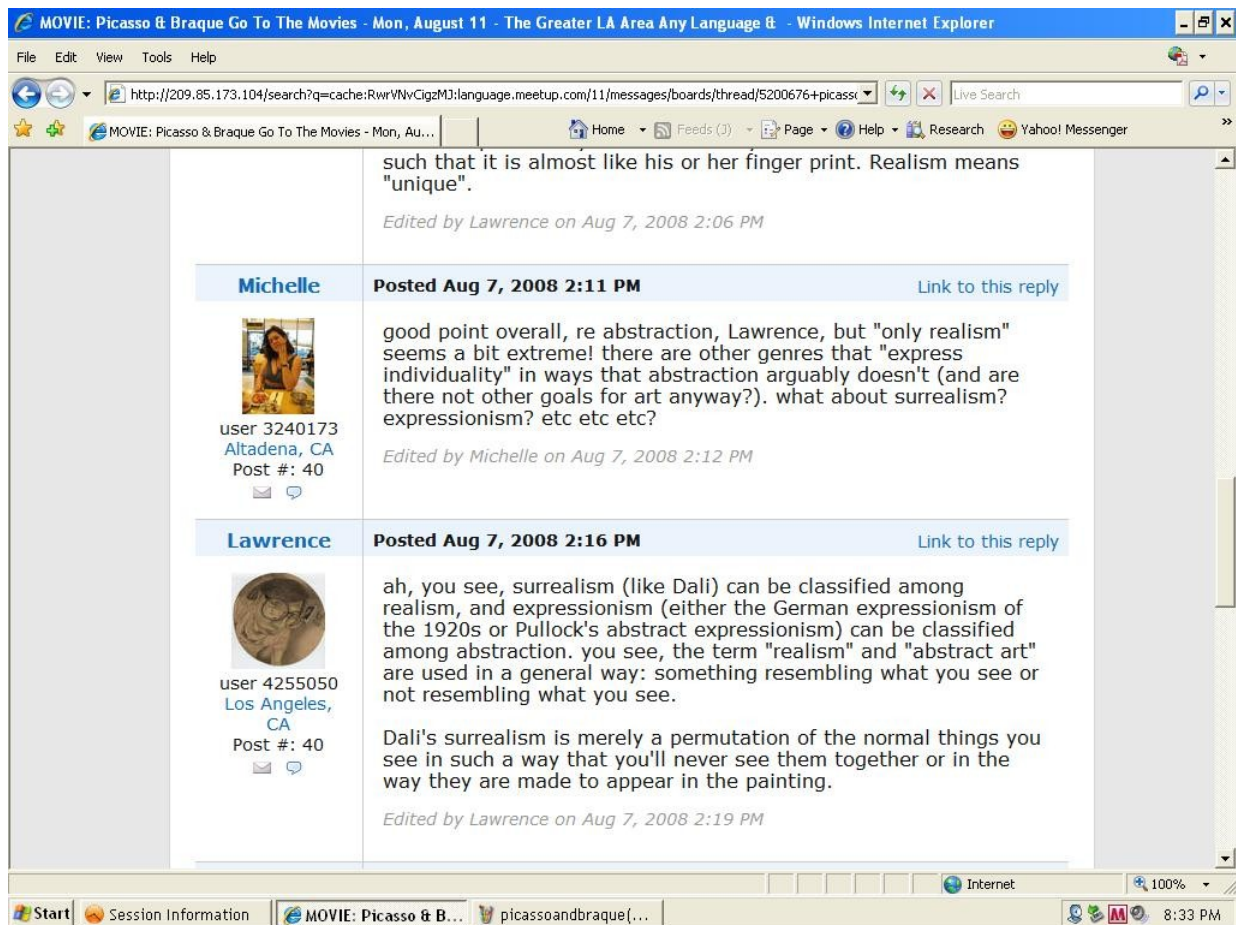 MOVIE: Picasso & Braque Go To The Movies - Mon, August 11 - The Greater LA Area Any Language & - Windows Internet Explorer
File Edit View Tools Help
http://209.85.173.104/search?q=cache:RwrVNvCigzMJ:language.meetup.com/11/messages/boards/thread/5200676+picasso
Live Search
MOVIE: Picasso & Braque Go To The Movies - Mon, Au...
Home Feeds (J) Page Help Research Yahoo! Messenger »
such that it is almost like his or her finger print. Realism means
"unique".
Edited by Lawrence on Aug 7, 2008 2:06 PM
Michelle
Posted Aug 7, 2008 2:11 PM
Link to this reply
user 3240173
Altadena, CA
Post #: 40
good point overall, re abstraction, Lawrence, but "only realism"
seems a bit extreme! there are other genres that "express
individuality" in ways that abstraction arguably doesn't (and are
there not other goals for art anyway?). what about surrealism?
expressionism? etc etc etc?
Edited by Michelle on Aug 7, 2008 2:12 PM
Lawrence
Posted Aug 7, 2008 2:16 PM
Link to this reply
user 4255050
Los Angeles,
CA
Post #: 40
ah, you see, surrealism (like Dali) can be classified among
realism, and expressionism (either the German expressionism of
the 1920s or Pullock's abstract expressionism) can be classified
among abstraction. you see, the term "realism" and "abstract art"
are used in a general way: something resembling what you see or
not resembling what you see.
Dali's surrealism is merely a permutation of the normal things you
see in such a way that you'll never see them together or in the
way they are made to appear in the painting.
Edited by Lawrence on Aug 7, 2008 2:19 PM
Internet 100%
Start Session Information MOVIE: Picasso & B... picassoandbraque(... 8:33 PM